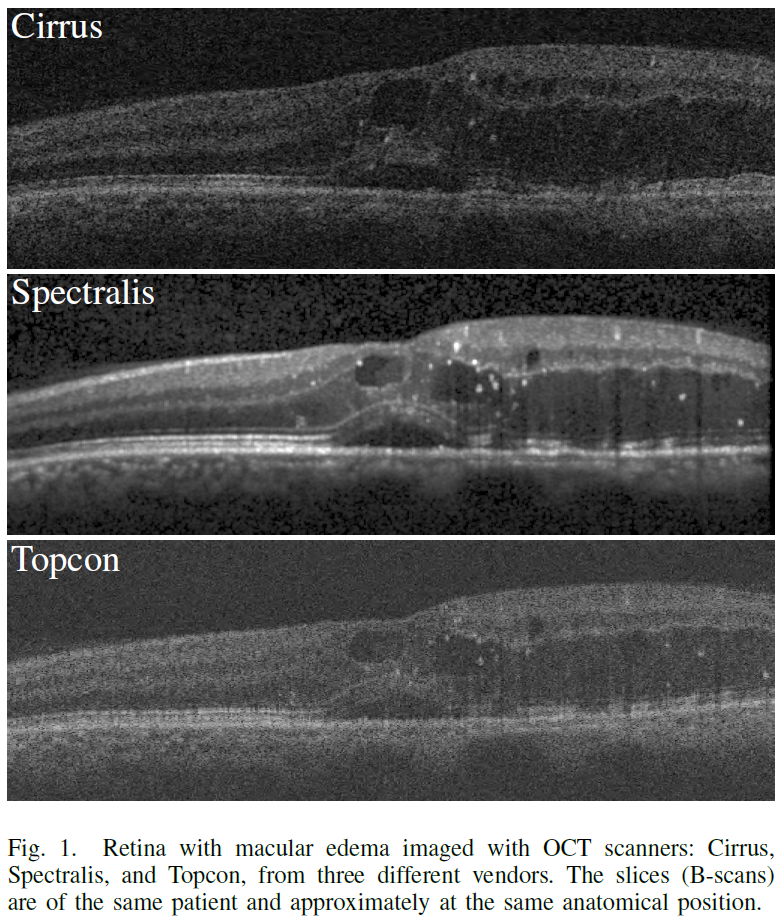 Cirrus
Spectralis
Topcon
Fig. 1. Retina with macular edema imaged with OCT scanners: Cirrus,
Spectralis, and Topcon, from three different vendors. The slices (B-scans)
are of the same patient and approximately at the same anatomical position.